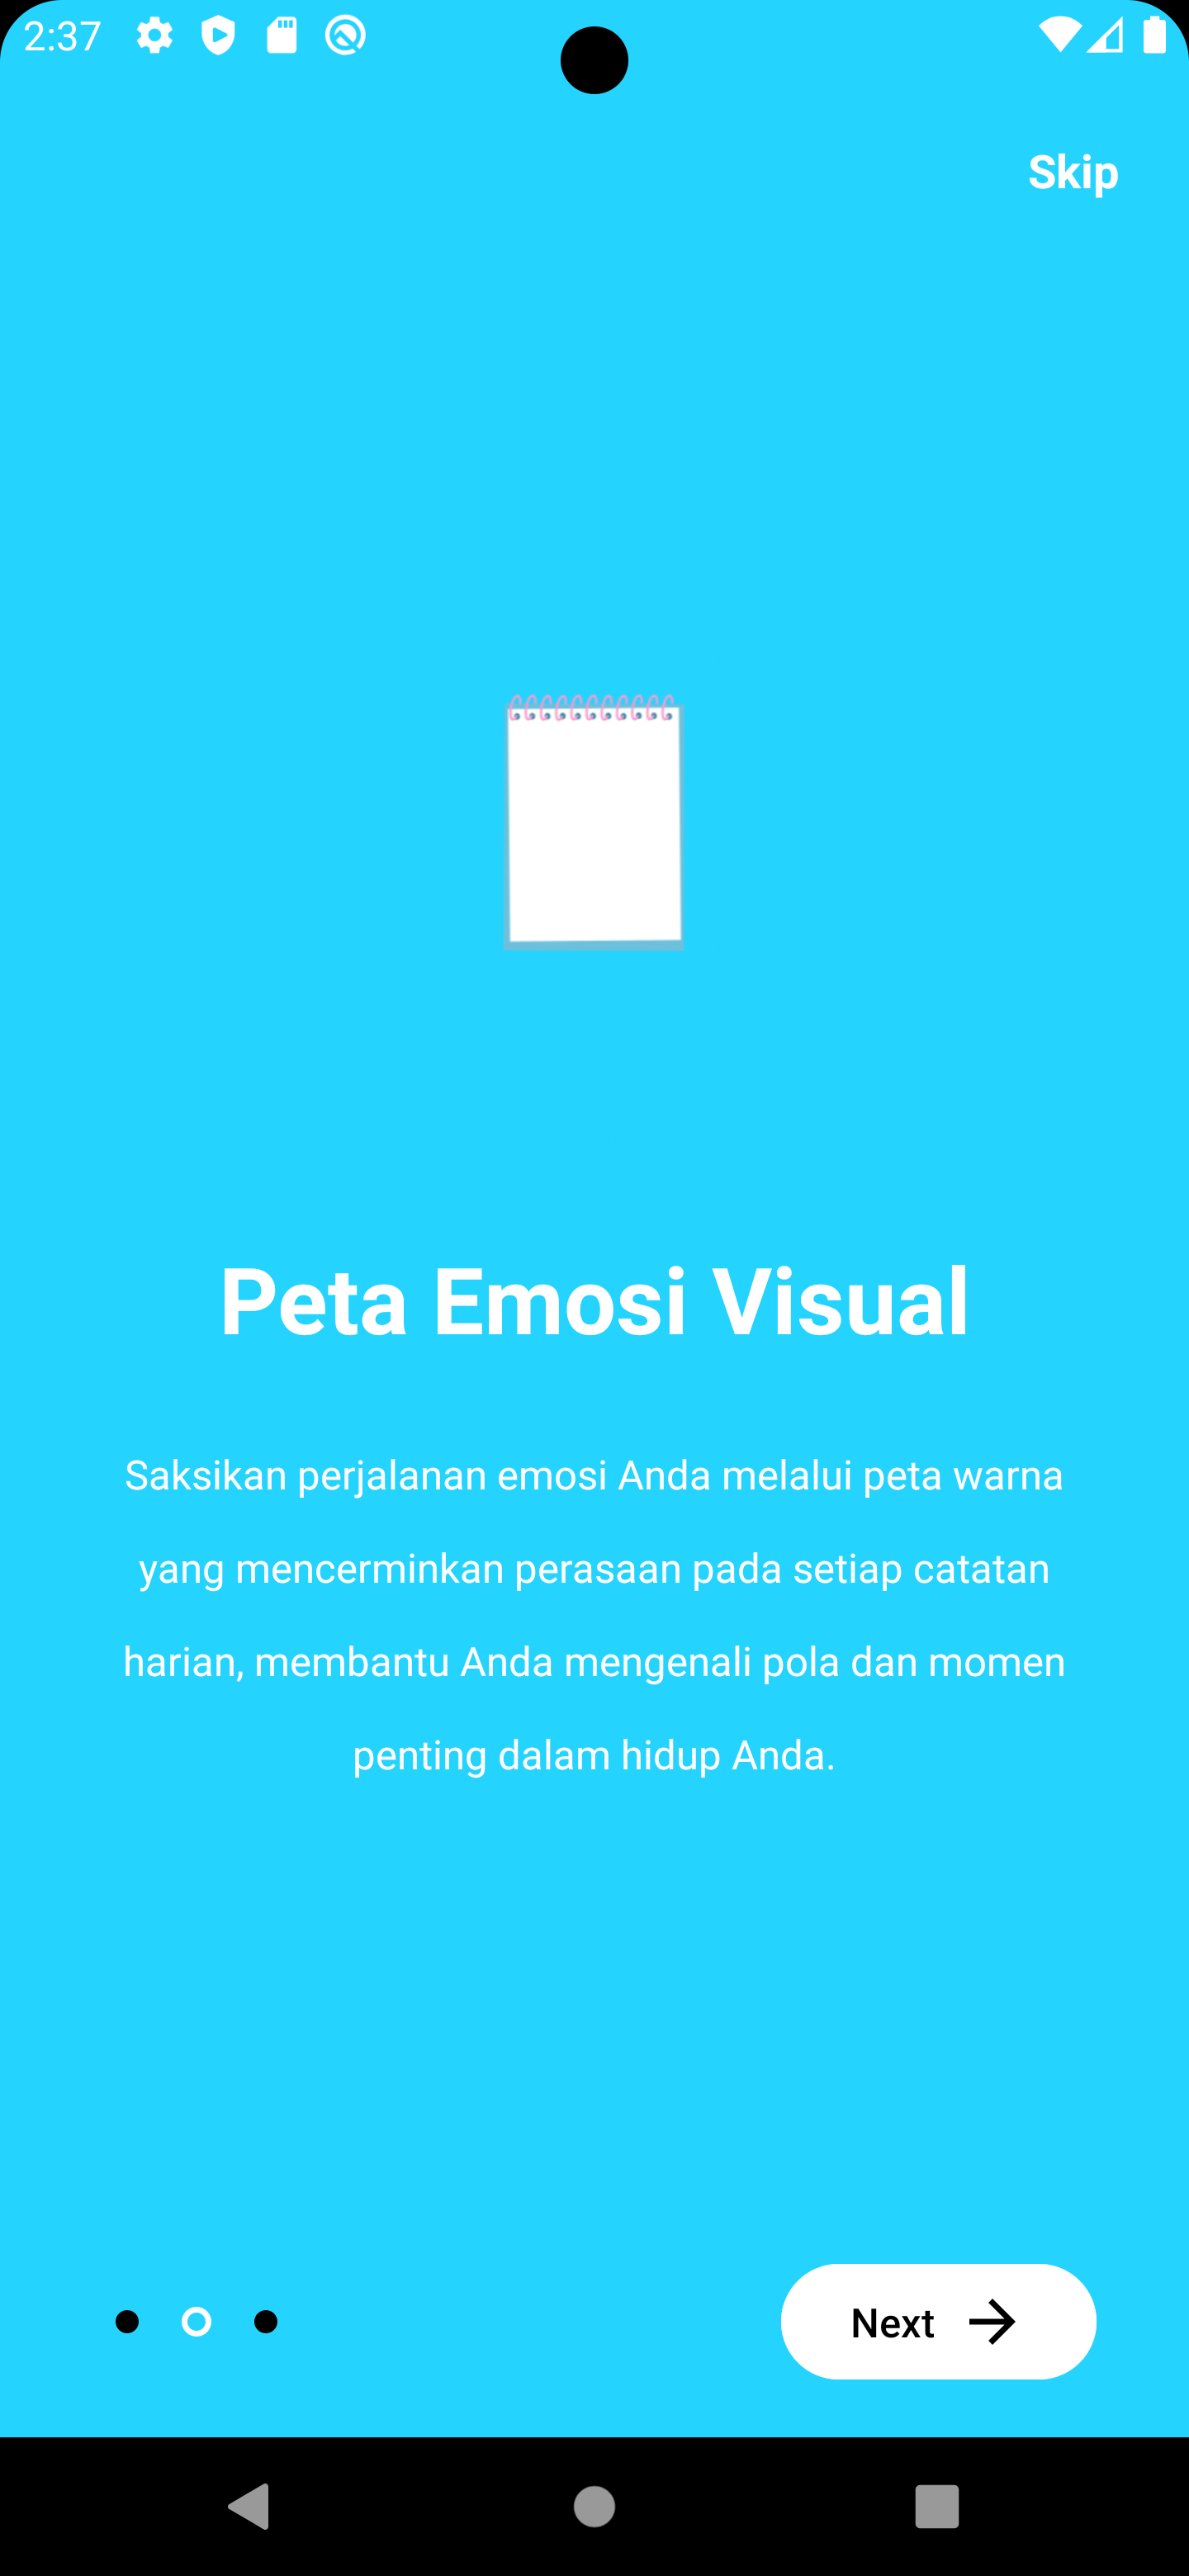 2:37
Skip
Peta Emosi Visual
Saksikan perjalanan emosi Anda melalui peta warna
yang mencerminkan perasaan pada setiap catatan
harian, membantu Anda mengenali pola dan momen
penting dalam hidup Anda.
Next